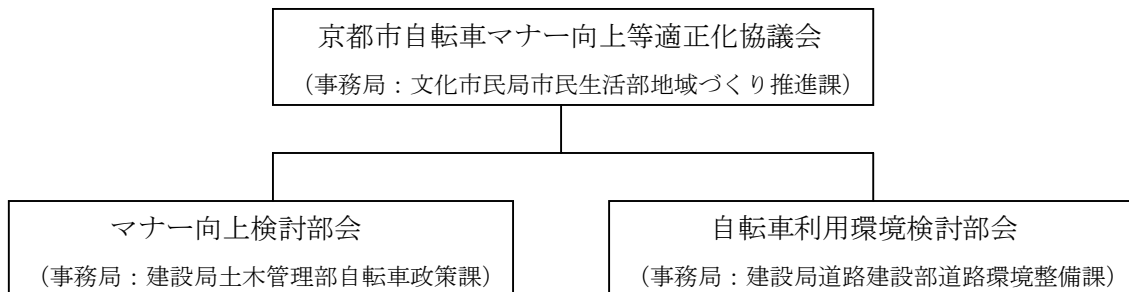 京都市自転車マナー向上等適正化協議会
（事務局：文化市民局市民生活部地域づくり推進課）
マナー向上検討部会
（事務局：建設局土木管理部自転車政策課）
自転車利用環境検討部会
（事務局：建設局道路建設部道路環境整備課）